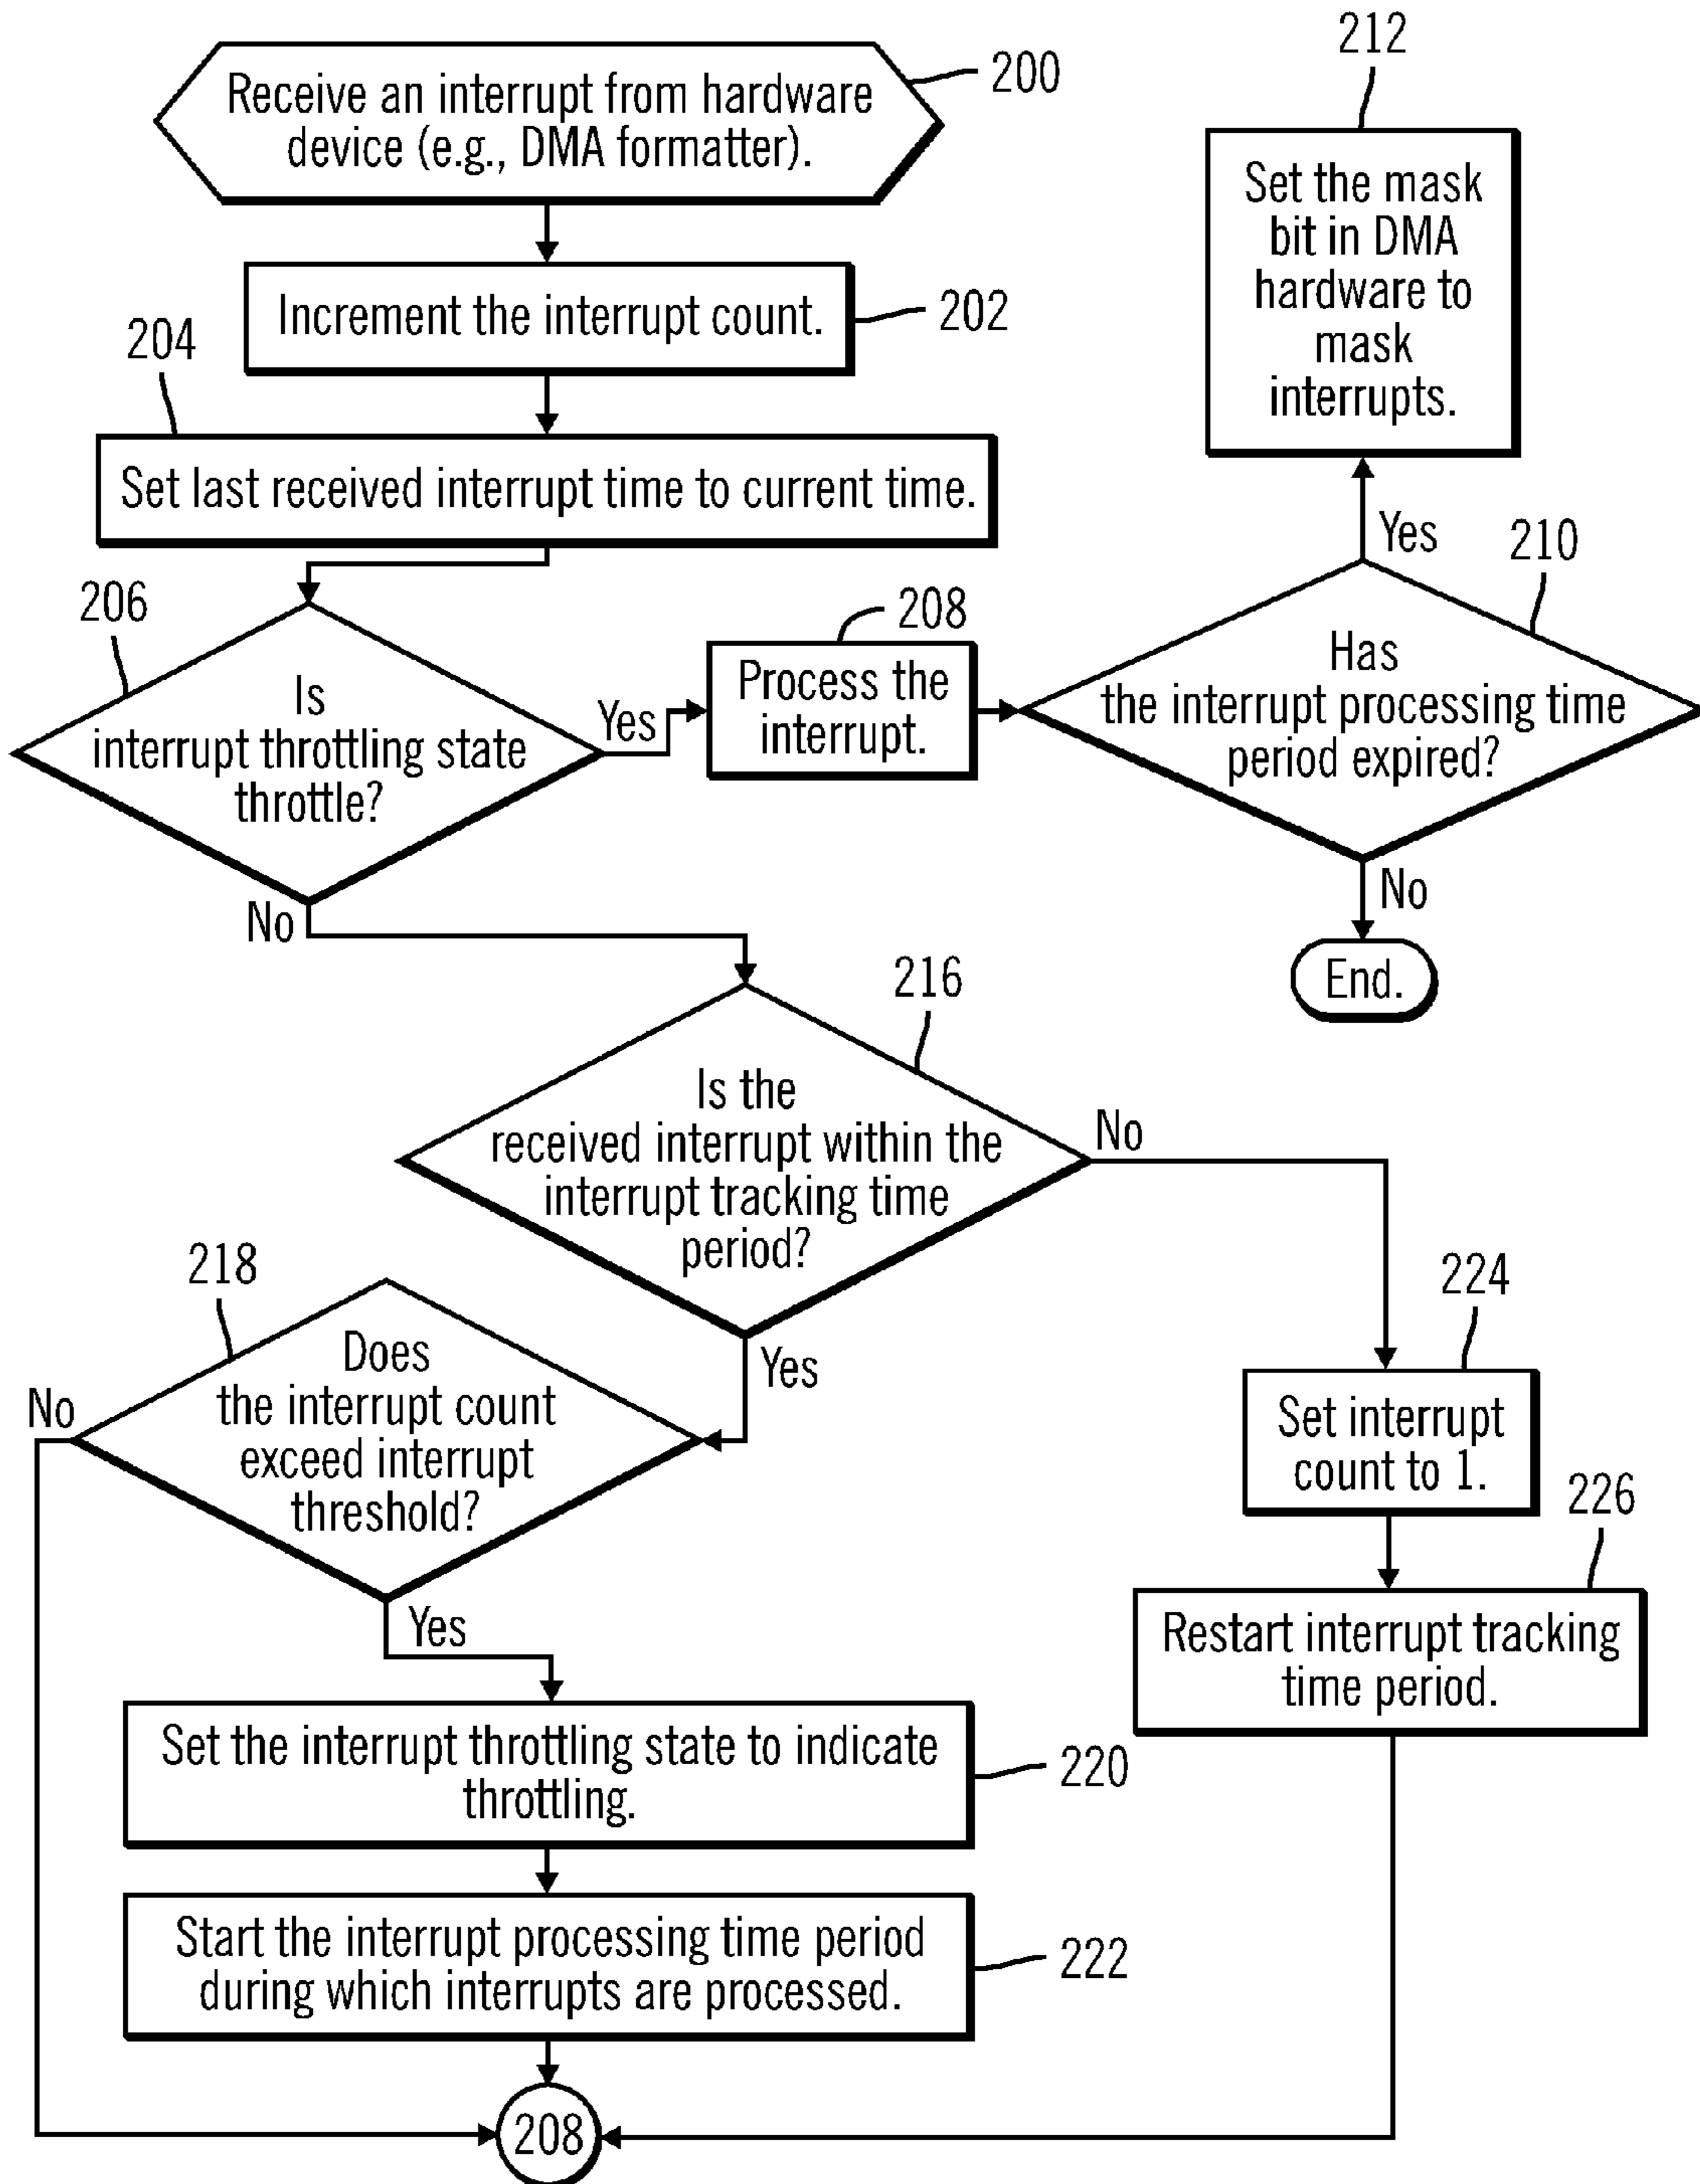 200
Receive an interrupt from hardware
device (e.g., DMA formatter).
202
Increment the interrupt count.
204
Set last received interrupt time to current time.
206
Is
interrupt throttling state
throttle?
Yes
No
208
Process the
interrupt.
210
Has
the interrupt processing time
period expired?
Yes
No
212
Set the mask
bit in DMA
hardware to
mask
interrupts.
End.
216
Is the
received interrupt within the
interrupt tracking time
period?
No
Yes
218
Does
the interrupt count
exceed interrupt
threshold?
No
Yes
220
Set the interrupt throttling state to indicate
throttling.
222
Start the interrupt processing time period
during which interrupts are processed.
224
Set interrupt
count to 1.
226
Restart interrupt tracking
time period.
208